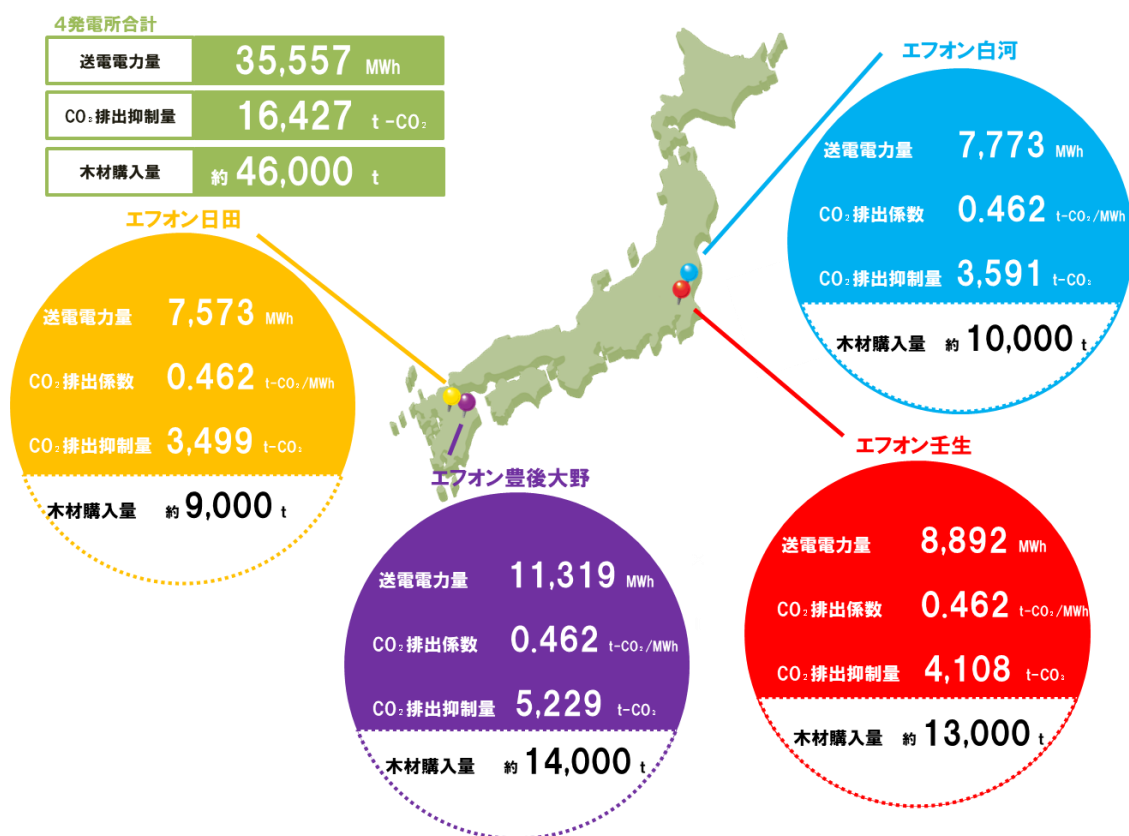 4発電所合計
送電電力量 35,557 MWh
CO₂排出抑制量 16,427 t-CO₂
木材購入量 約 46,000 t
エフオン白河
送電電力量 7,773 MWh
CO₂排出係数 0.462 t-CO₂/MWh
CO₂排出抑制量 3,591 t-CO₂
木材購入量 約 10,000 t
エフオン日田
送電電力量 7,573 MWh
CO₂排出係数 0.462 t-CO₂/MWh
CO₂排出抑制量 3,499 t-CO₂
木材購入量 約 9,000 t
エフオン豊後大野
送電電力量 11,319 MWh
CO₂排出係数 0.462 t-CO₂/MWh
CO₂排出抑制量 5,229 t-CO₂
木材購入量 約 14,000 t
エフオン壬生
送電電力量 8,892 MWh
CO₂排出係数 0.462 t-CO₂/MWh
CO₂排出抑制量 4,108 t-CO₂
木材購入量 約 13,000 t